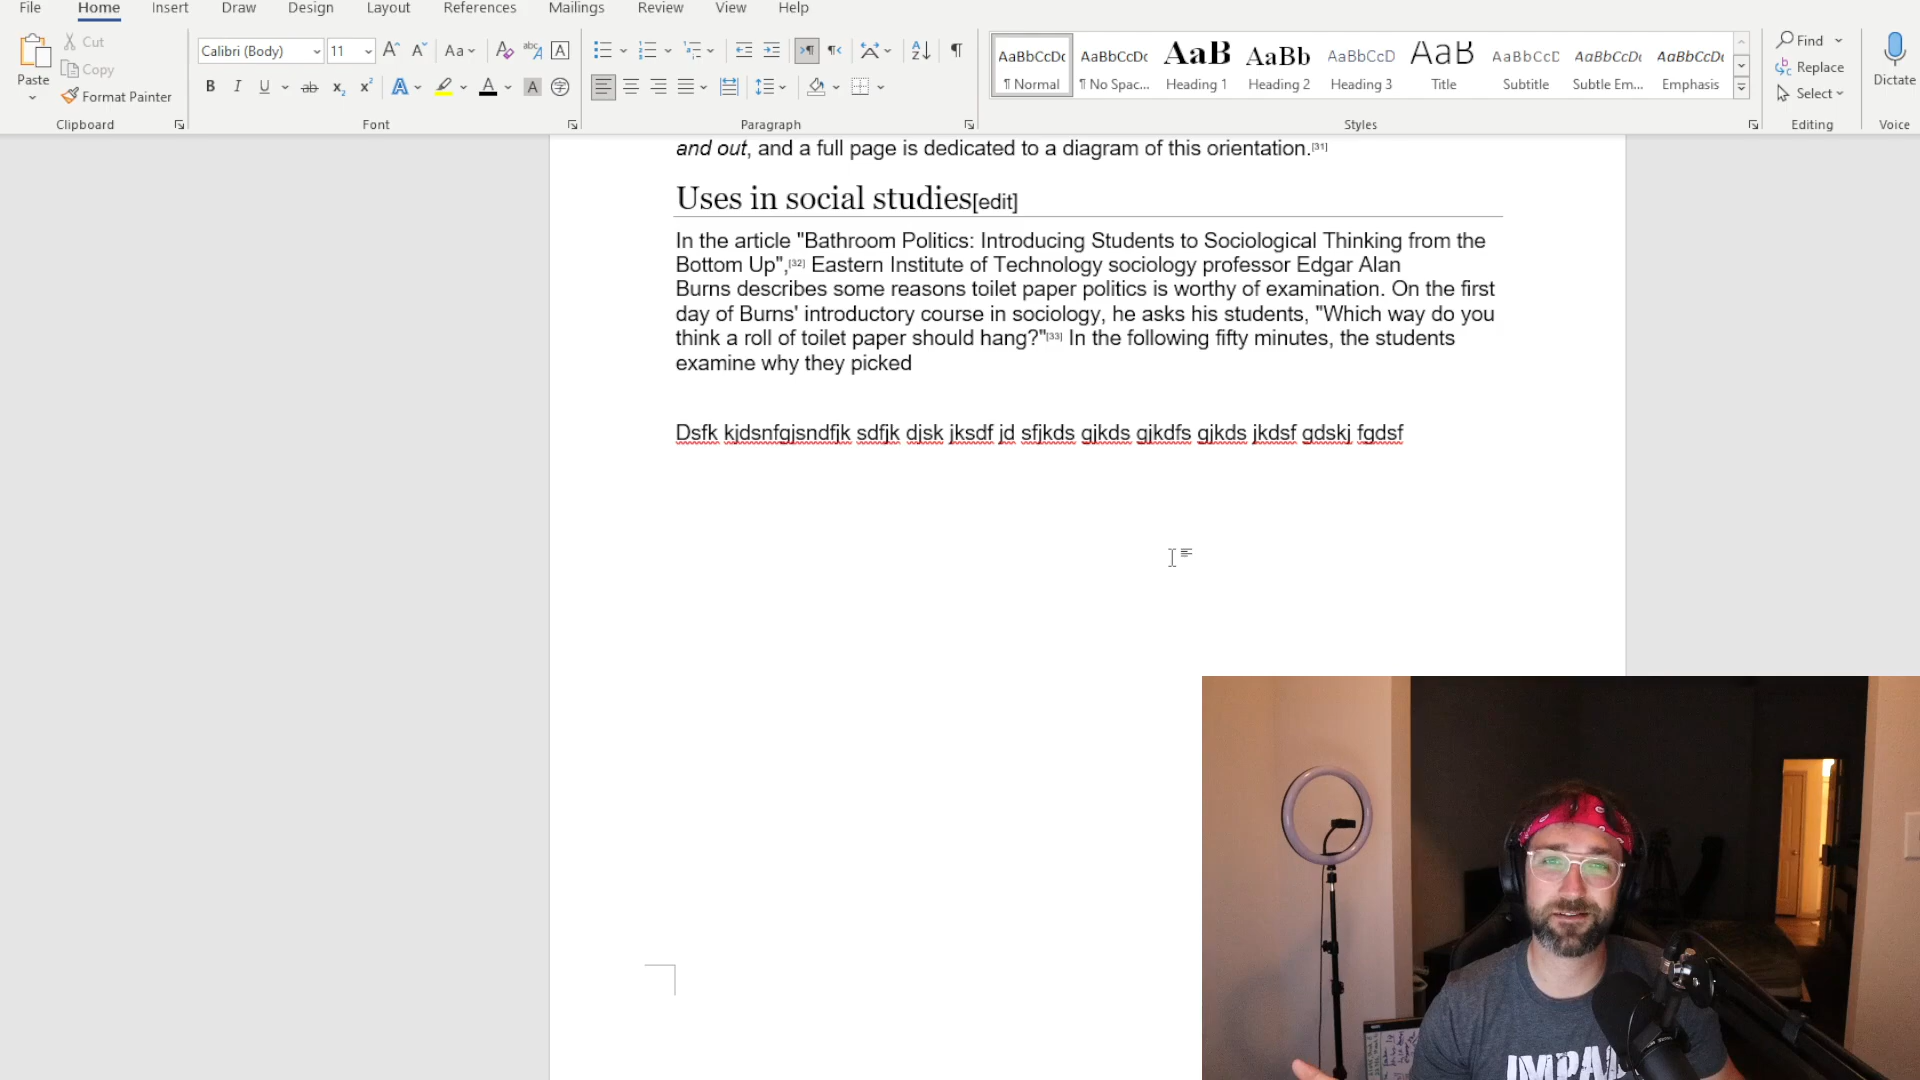 File Home Insert Draw Design Layout References Mailings Review View Help
Paste
Cut
Copy
Format Painter
Clipboard
Calibri (Body) 11
Font
Paragraph
AaBbCcDc AaBbCcDc AaB AaBb AaBbCcD AaB AaBbCcD AaBbCcDc AaBbCcDc
¶ Normal ¶ No Spac... Heading 1 Heading 2 Heading 3 Title Subtitle Subtle Em... Emphasis
Styles
Find
Replace
Select
Editing
Dictate
Voice
and out, and a full page is dedicated to a diagram of this orientation.[31]
Uses in social studies[edit]
In the article "Bathroom Politics: Introducing Students to Sociological Thinking from the
Bottom Up",[32] Eastern Institute of Technology sociology professor Edgar Alan
Burns describes some reasons toilet paper politics is worthy of examination. On the first
day of Burns' introductory course in sociology, he asks his students, "Which way do you
think a roll of toilet paper should hang?"[33] In the following fifty minutes, the students
examine why they picked
Dsfk kjdsnfgjsndfjk sdfjk djsk jksdf jd sfjkds gjkds gjkdfs gjkds jkdsf gdskj fgdsf